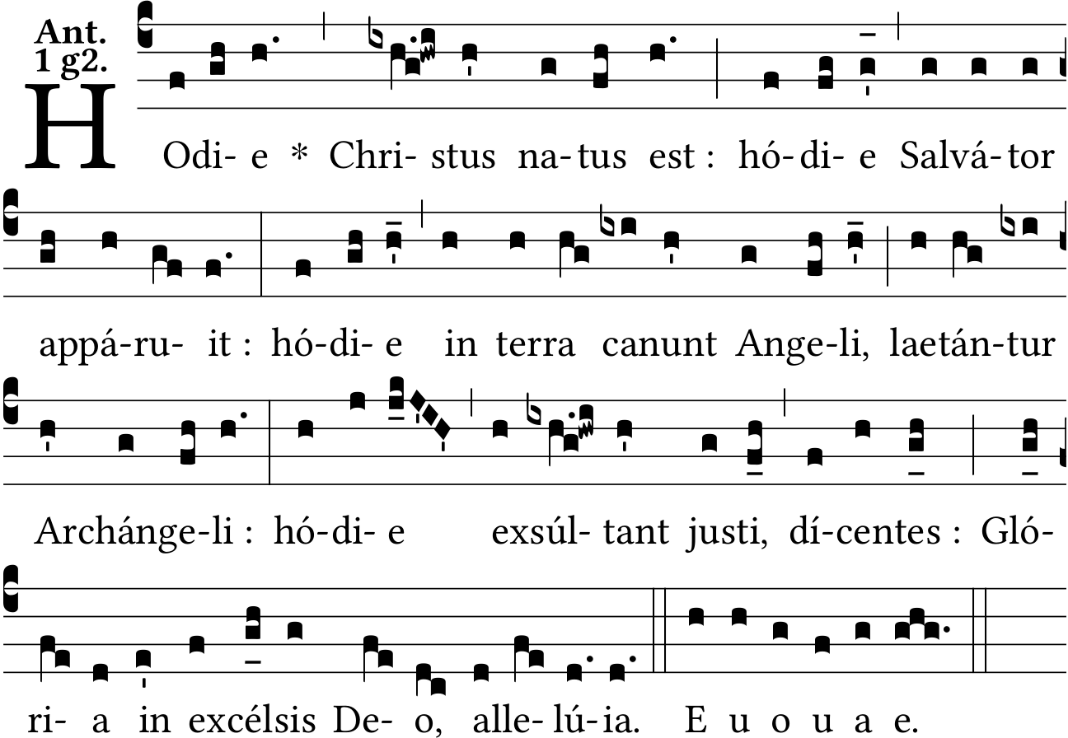 Ant.
1 g2.
HOdi- e * Chri- stus na- tus est : hó- di- e Salvá- tor
appá- ru- it : hó- di- e in terra canunt Ange- li, laetán- tur
Archánge- li : hó- di- e exsúl- tant justi, dí- centes : Gló-
ri- a in excélsis De- o, alle- lú- ia. E u o u a e.